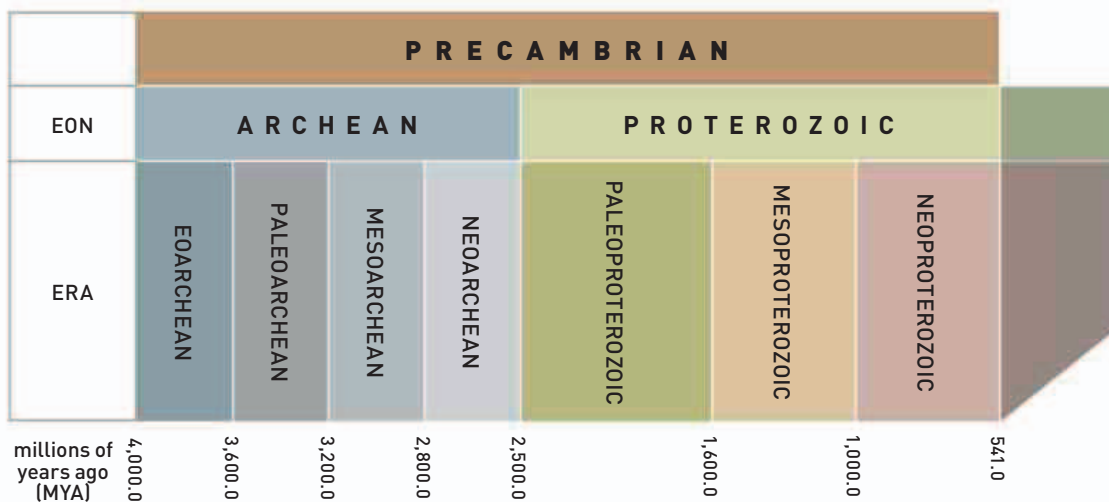 PRECAMBRIAN
EON
ARCHEAN
PROTEROZOIC
ERA
EOARCHEAN
PALEOARCHEAN
MESOARCHEAN
NEOARCHEAN
PALEOPROTEROZOIC
MESOPROTEROZOIC
NEOPROTEROZOIC
millions of
years ago
(MYA)
4,000.0
3,600.0
3,200.0
2,800.0
2,500.0
1,600.0
1,000.0
541.0